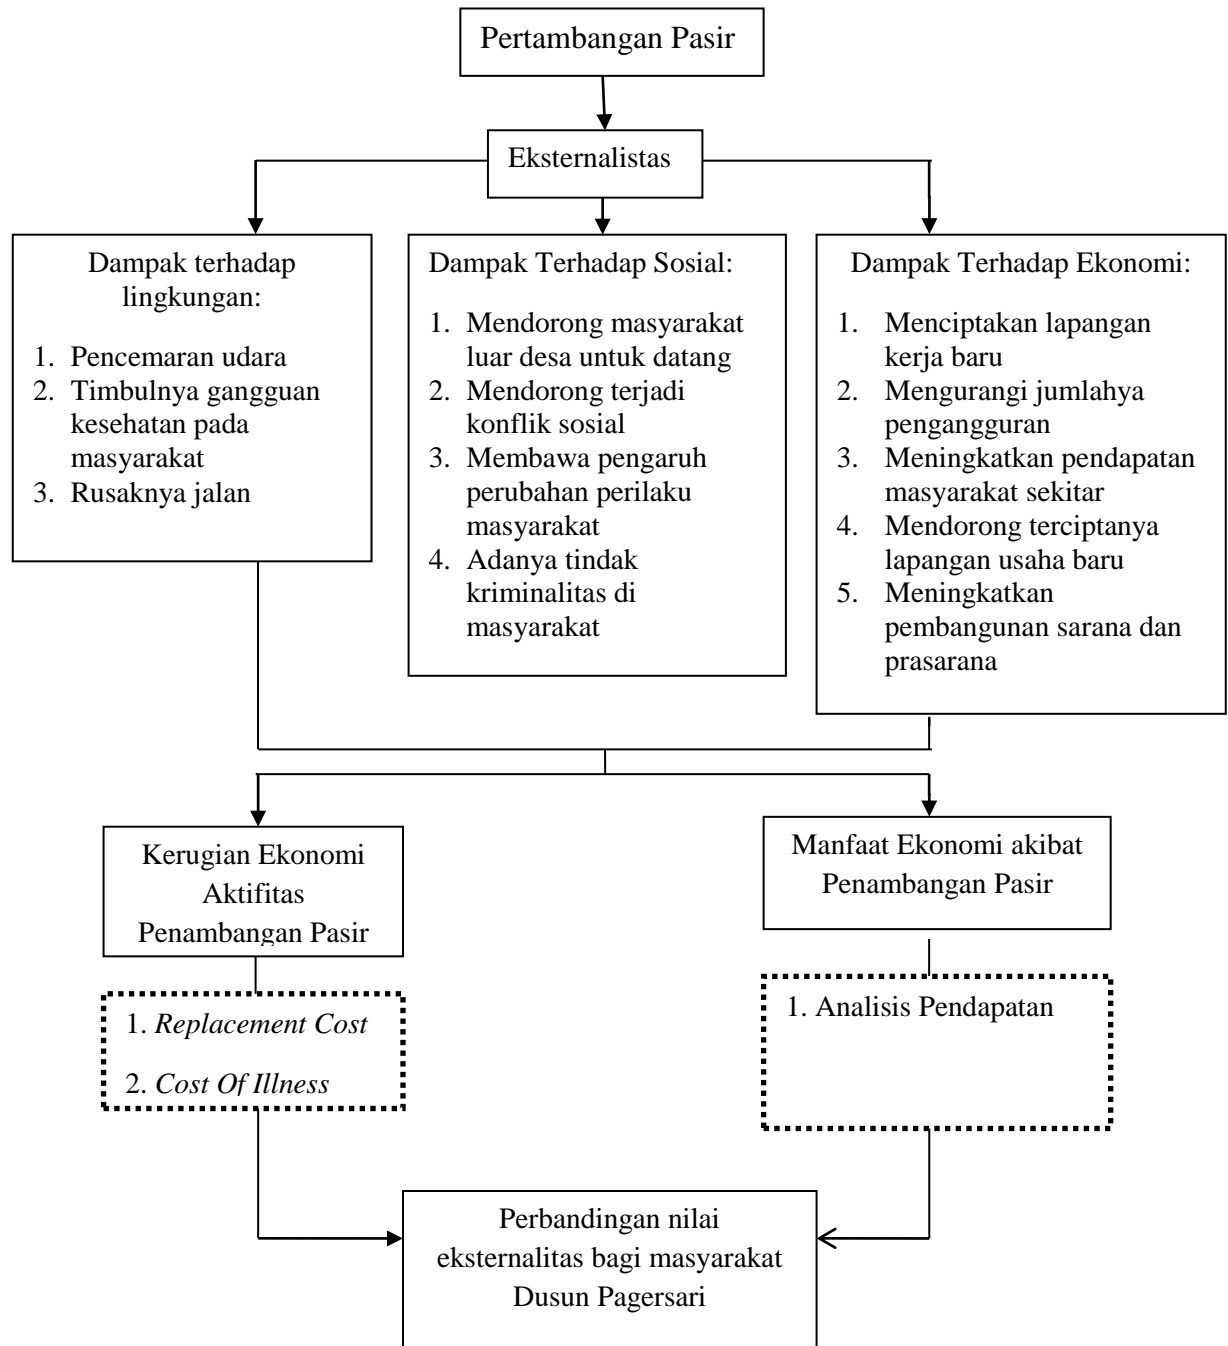 Pertambangan Pasir
Eksternalistas
Dampak terhadap
lingkungan:
1. Pencemaran udara
2. Timbulnya gangguan
kesehatan pada
masyarakat
3. Rusaknya jalan
Dampak Terhadap Sosial:
1. Mendorong masyarakat
luar desa untuk datang
2. Mendorong terjadi
konflik sosial
3. Membawa pengaruh
perubahan perilaku
masyarakat
4. Adanya tindak
kriminalitas di
masyarakat
Dampak Terhadap Ekonomi:
1. Menciptakan lapangan
kerja baru
2. Mengurangi jumlahya
pengangguran
3. Meningkatkan pendapatan
masyarakat sekitar
4. Mendorong terciptanya
lapangan usaha baru
5. Meningkatkan
pembangunan sarana dan
prasarana
Kerugian Ekonomi
Aktifitas
Penambangan Pasir
Manfaat Ekonomi akibat
Penambangan Pasir
1. Replacement Cost
2. Cost Of Illness
1. Analisis Pendapatan
Perbandingan nilai
eksternalitas bagi masyarakat
Dusun Pagersari